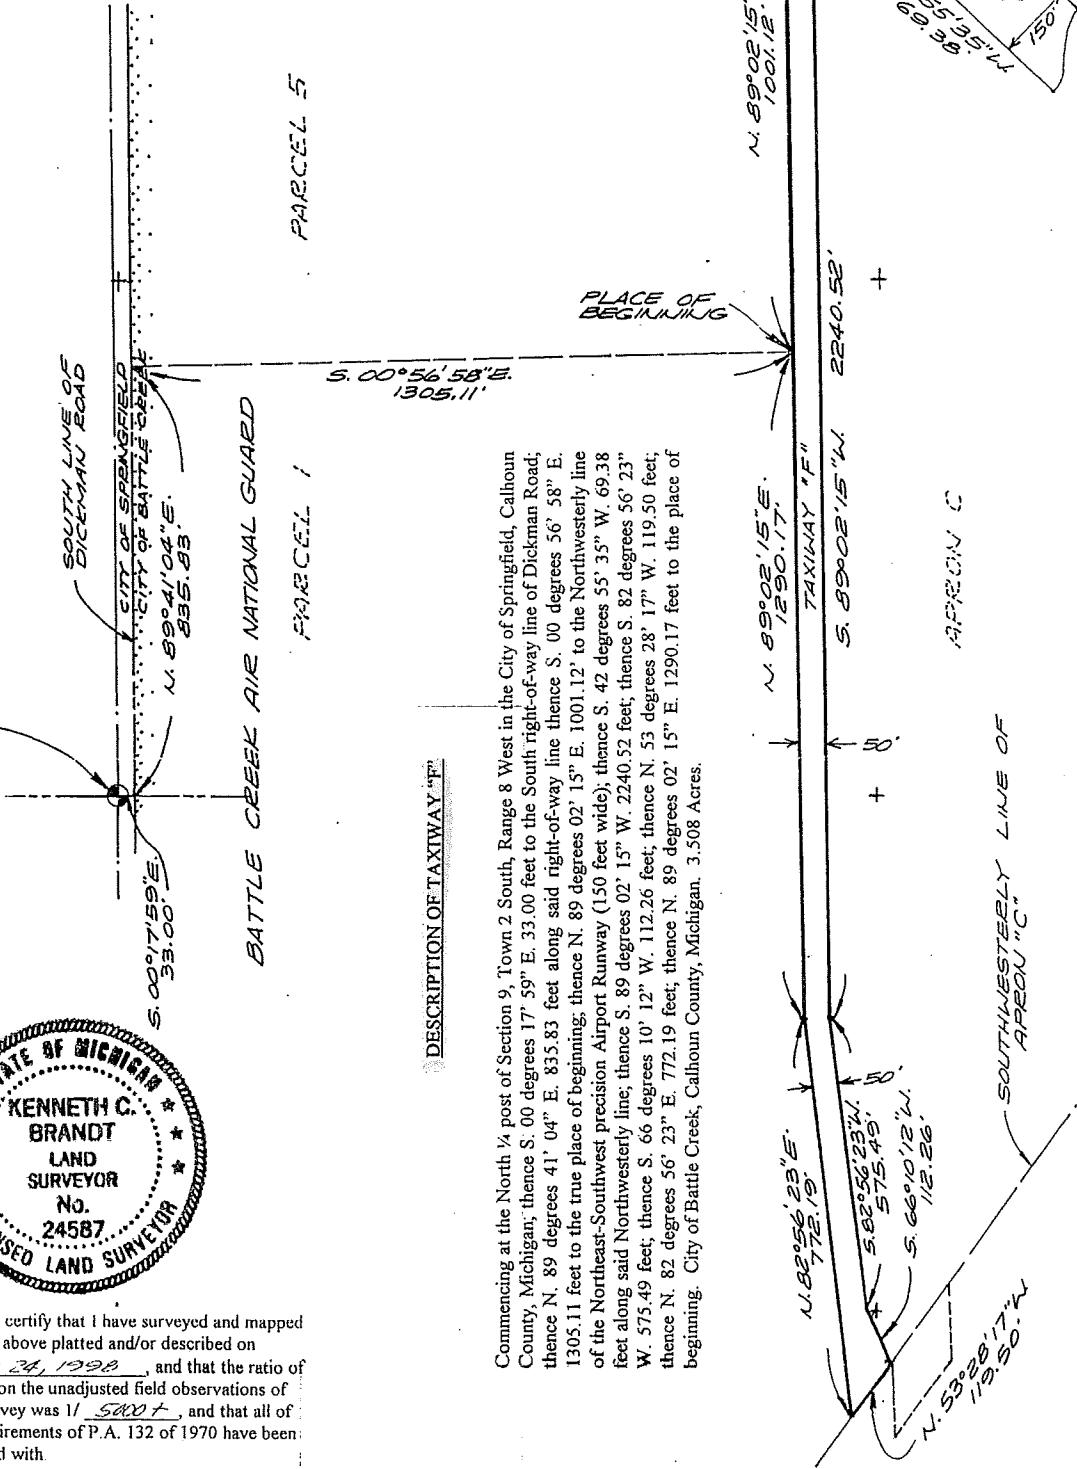 SOUTH LINE OF
DICKMAN ROAD
CITY OF SPRINGFIELD
CITY OF BATTLE CREEK
N. 89°41'04"E.
835.83'
S. 00°17'59"E.
33.00'
BATTLE CREEK AIR NATIONAL GUARD
PARCEL 1
PARCEL 5
S. 00°56'58"E.
1305.11'
PLACE OF
BEGINNING
N. 89°02'15"
1001.12'
55'35"W.
69.38'
150'
DESCRIPTION OF TAXIWAY "F"
Commencing at the North ¼ post of Section 9, Town 2 South, Range 8 West in the City of Springfield, Calhoun
County, Michigan; thence S. 00 degrees 17' 59" E. 33.00 feet to the South right-of-way line of Dickman Road;
thence N. 89 degrees 41' 04" E. 835.83 feet along said right-of-way line thence S. 00 degrees 56' 58" E.
1305.11 feet to the true place of beginning; thence N. 89 degrees 02' 15" E. 1001.12' to the Northwesterly line
of the Northeast-Southwest precision Airport Runway (150 feet wide); thence S. 42 degrees 55' 35" W. 69.38
feet along said Northwesterly line; thence S. 89 degrees 02' 15" W. 2240.52 feet; thence S. 82 degrees 56' 23"
W. 575.49 feet; thence S. 66 degrees 10' 12" W. 112.26 feet; thence N. 53 degrees 28' 17" W. 119.50 feet;
thence N. 82 degrees 56' 23" E. 772.19 feet; thence N. 89 degrees 02' 15" E. 1290.17 feet to the place of
beginning. City of Battle Creek, Calhoun County, Michigan. 3.508 Acres.
N. 89°02'15"E.
1290.17'
TAXIWAY "F"
S. 89°02'15"W. 2240.52'
50'
APRON C
SOUTHWESTERLY LINE OF
APRON "C"
N. 82°56'23"E.
772.19'
50'
S. 82°56'23"W.
575.49'
S. 66°10'12"W.
112.26'
N. 53°28'17"W
119.50'
ATE OF MICHIGAN
KENNETH C.
BRANDT
LAND
SURVEYOR
No.
24587
NSED LAND SURVEYOR
certify that I have surveyed and mapped
above platted and/or described on
24, 1998, and that the ratio of
on the unadjusted field observations of
vey was 1/ 5000 +, and that all of
irements of P.A. 132 of 1970 have been
d with